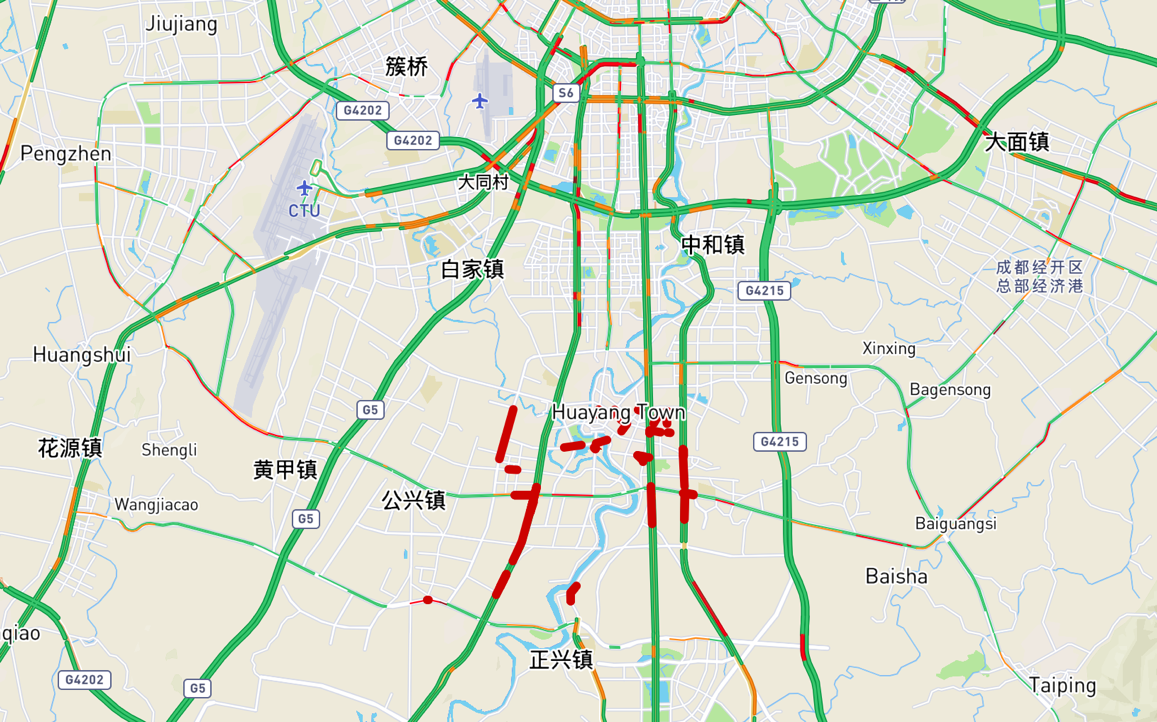 Jiujiang
簇桥
S6
G4202
G4202
Pengzhen
大同村
CTU
大面镇
中和镇
白家镇
成都经开区
总部经济港
G4215
Huangshui
Xinxing
Gensong
Bagensong
G5
Huayang Town
花源镇
Shengli
黄甲镇
G4215
公兴镇
Wangjiacao
G5
Baiguangsi
Baisha
qiao
正兴镇
G4202
G5
Taiping